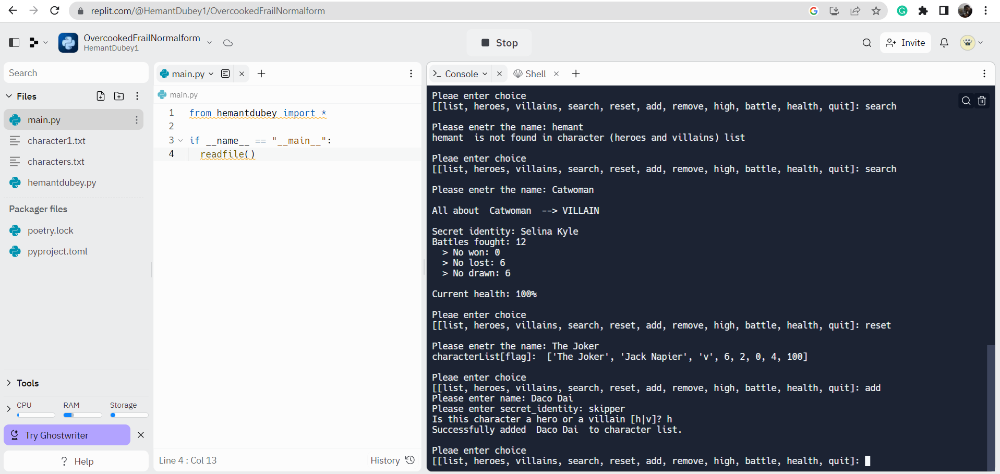 replit.com/@HemantDubey1/OvercookedFrailNormalform
OvercookedFrailNormalform
HemantDubey1
Stop
Invite
Search
Files
main.py
character1.txt
characters.txt
hemantdubey.py
Packager files
poetry.lock
pyproject.toml
Tools
CPU RAM Storage
Try Ghostwriter
? Help
main.py
main.py
1 from hemantdubey import *
2
3 if __name__ == "__main__":
4 readfile()
Line 4 : Col 13
History
Console
Shell
Pleae enter choice
[[list, heroes, villains, search, reset, add, remove, high, battle, health, quit]: search
Please enetr the name: hemant
hemant  is not found in character (heroes and villains) list
Pleae enter choice
[[list, heroes, villains, search, reset, add, remove, high, battle, health, quit]: search
Please enetr the name: Catwoman
All about  Catwoman  --> VILLAIN
Secret identity: Selina Kyle
Battles fought: 12
> No won: 0
> No lost: 6
> No drawn: 6
Current health: 100%
Pleae enter choice
[[list, heroes, villains, search, reset, add, remove, high, battle, health, quit]: reset
Please enetr the name: The Joker
characterList[flag]:  ['The Joker', 'Jack Napier', 'v', 6, 2, 0, 4, 100]
Pleae enter choice
[[list, heroes, villains, search, reset, add, remove, high, battle, health, quit]: add
Please enter name: Daco Dai
Please enter secret_identity: skipper
Is this character a hero or a villain [h|v]? h
Successfully added  Daco Dai  to character list.
Pleae enter choice
[[list, heroes, villains, search, reset, add, remove, high, battle, health, quit]: